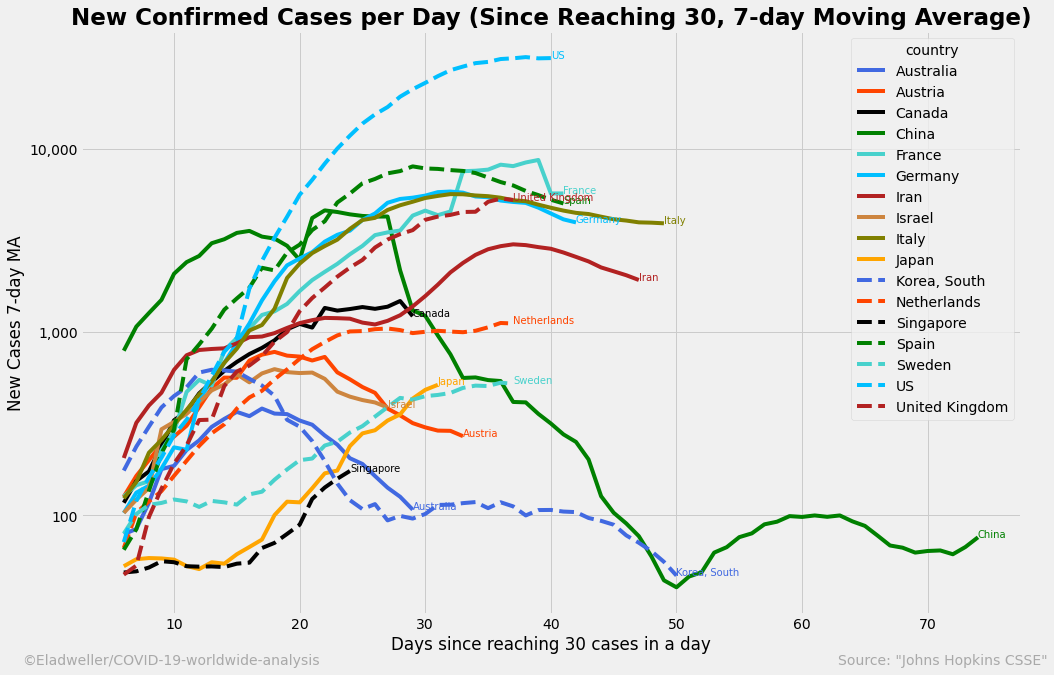 New Confirmed Cases per Day (Since Reaching 30, 7-day Moving Average)
country
Australia
Austria
Canada
China
France
Germany
Iran
Israel
Italy
Japan
Korea, South
Netherlands
Singapore
Spain
Sweden
US
United Kingdom
New Cases 7-day MA
10,000
1,000
100
US
France
United Kingdom
Spain
Germany
Italy
Iran
Canada
Netherlands
Japan
Sweden
Israel
Austria
Singapore
Australia
China
Korea, South
10
20
30
40
50
60
70
Days since reaching 30 cases in a day
©Eladweller/COVID-19-worldwide-analysis
Source: "Johns Hopkins CSSE"